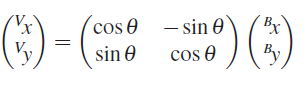 (ⱽx ⱽy) = (cos θ − sin θ sin θ cos θ) (ᴮx ᴮy)